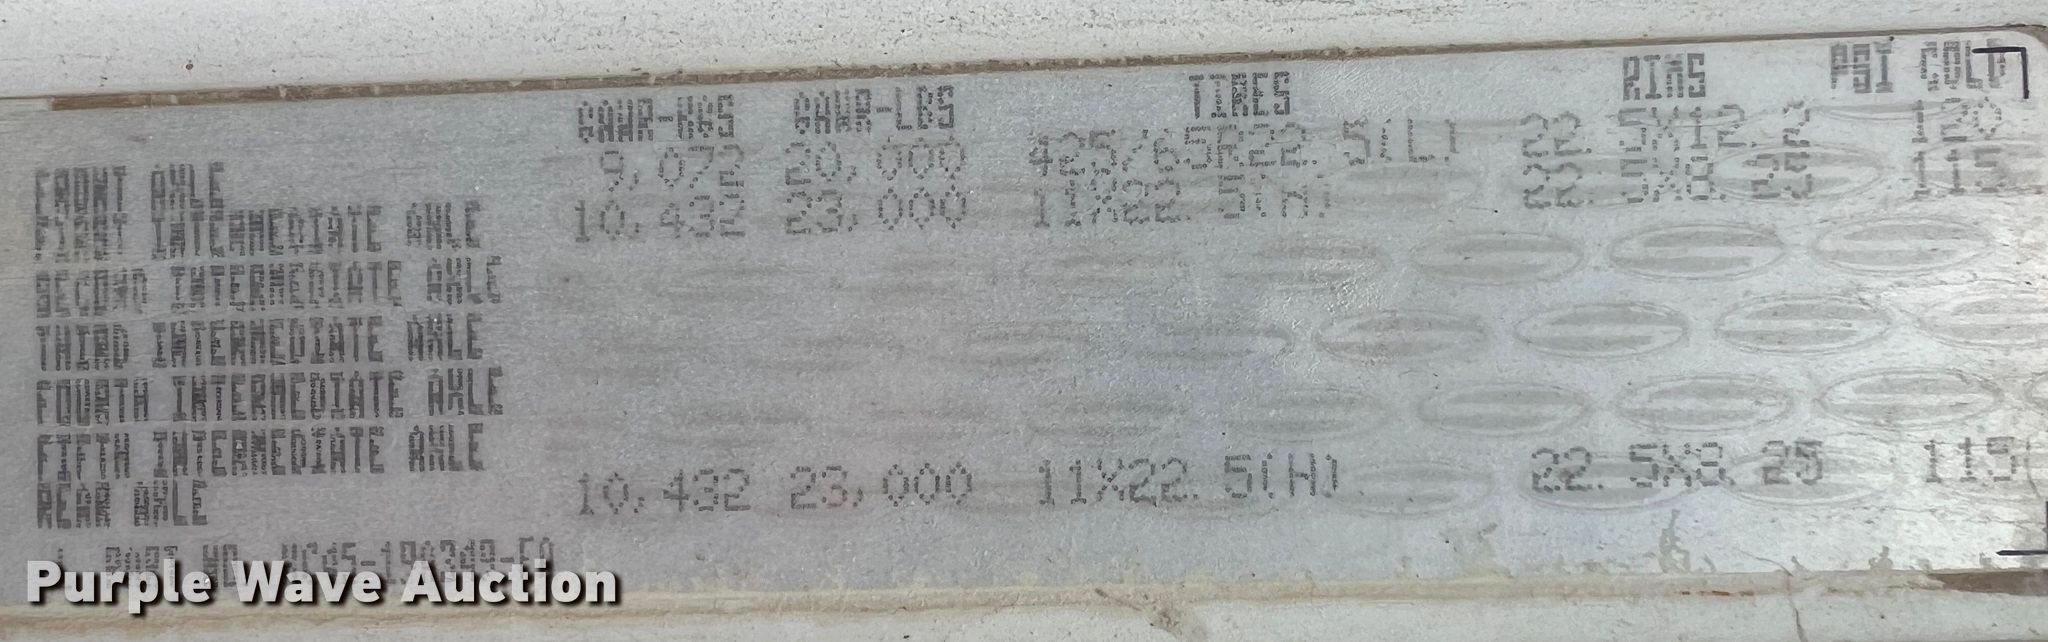 GAWR-KGS GAWR-LBS TIRES RIMS PSI COLD
FRONT AXLE 9,072 20,000 425/65R22.5(L) 22.5X12.25 120
FIRST INTERMEDIATE AXLE 10,432 23,000 11X22.5(H) 22.5X8.25 115
SECOND INTERMEDIATE AXLE
THIRD INTERMEDIATE AXLE
FOURTH INTERMEDIATE AXLE
FIFTH INTERMEDIATE AXLE
REAR AXLE 10,432 23,000 11X22.5(H) 22.5X8.25 115
Purple Wave Auction